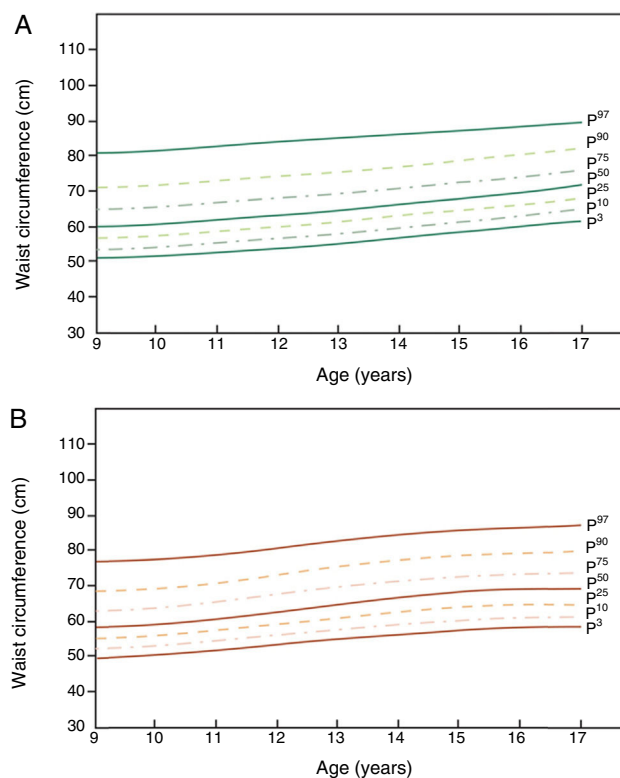 A
Waist circumference (cm)
110
100
90
80
70
60
50
40
30
P97
P90
P75
P50
P25
P10
P3
9 10 11 12 13 14 15 16 17
Age (years)
B
Waist circumference (cm)
110
100
90
80
70
60
50
40
30
P97
P90
P75
P50
P25
P10
P3
9 10 11 12 13 14 15 16 17
Age (years)